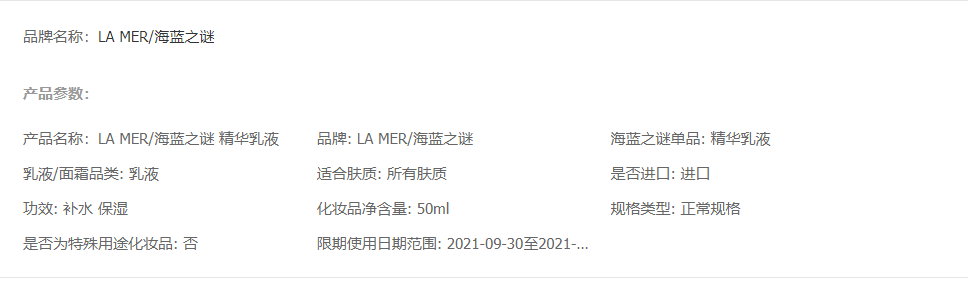 品牌名称：LA MER/海蓝之谜
产品参数：
产品名称：LA MER/海蓝之谜 精华乳液 品牌: LA MER/海蓝之谜 海蓝之谜单品: 精华乳液
乳液/面霜品类: 乳液 适合肤质: 所有肤质 是否进口: 进口
功效: 补水 保湿 化妆品净含量: 50ml 规格类型: 正常规格
是否为特殊用途化妆品: 否 限期使用日期范围: 2021-09-30至2021-...